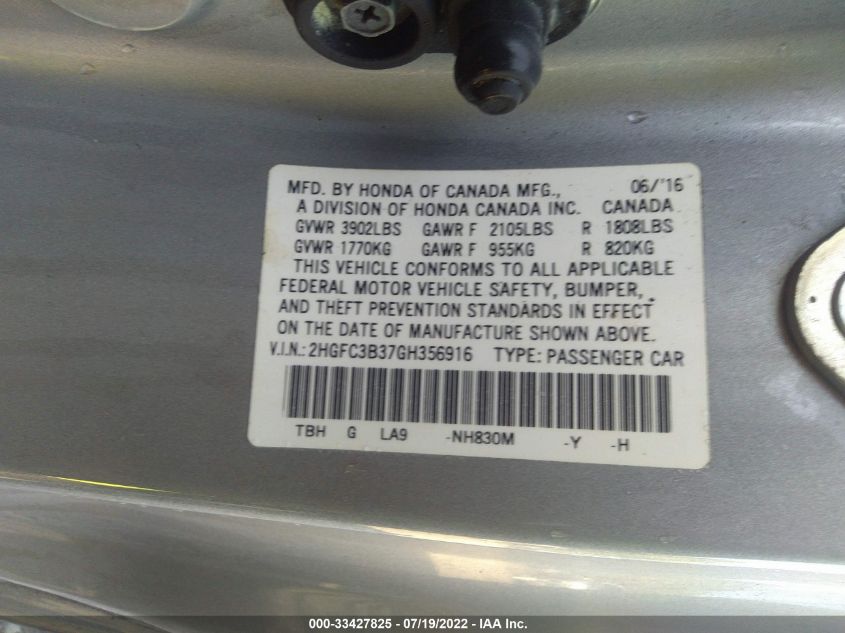 MFD. BY HONDA OF CANADA MFG., 06/'16
A DIVISION OF HONDA CANADA INC. CANADA
GVWR 3902LBS GAWR F 2105LBS R 1808LBS
GVWR 1770KG GAWR F 955KG R 820KG
THIS VEHICLE CONFORMS TO ALL APPLICABLE
FEDERAL MOTOR VEHICLE SAFETY, BUMPER,
AND THEFT PREVENTION STANDARDS IN EFFECT
ON THE DATE OF MANUFACTURE SHOWN ABOVE.
V.I.N.: 2HGFC3B37GH356916 TYPE: PASSENGER CAR
TBH G LA9 -NH830M -Y -H
000-33427825 - 07/19/2022 - IAA Inc.